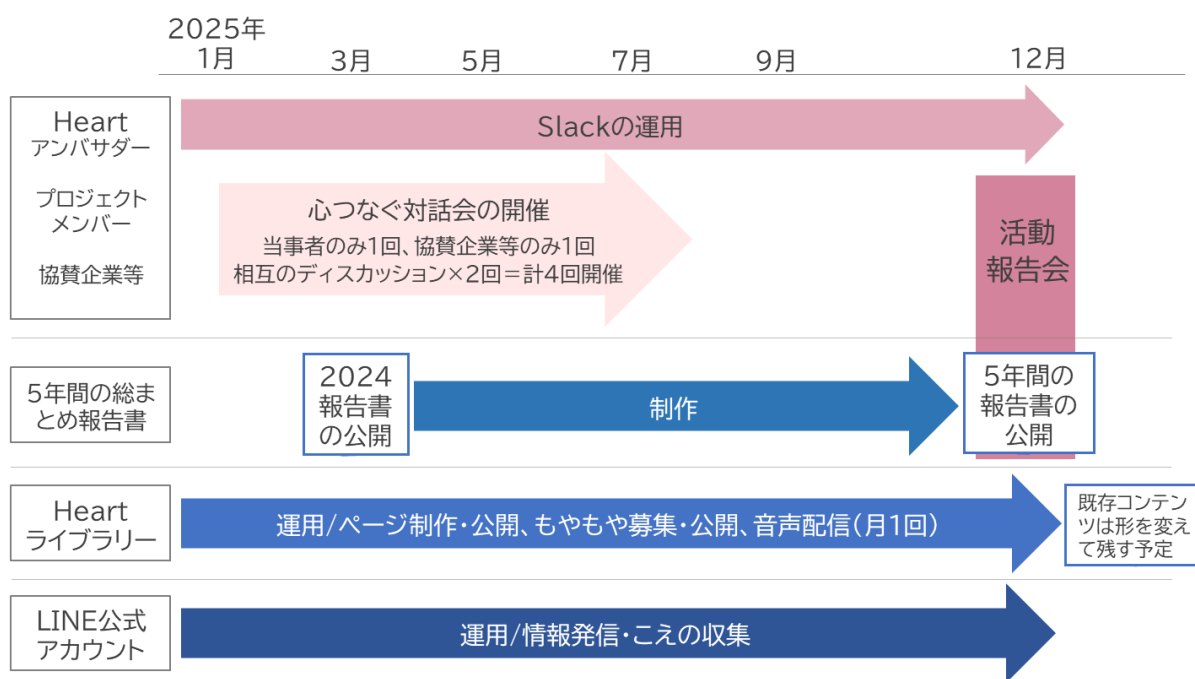 2025年
1月
3月
5月
7月
9月
12月
Heart
アンバサダー
プロジェクト
メンバー
協賛企業等
Slackの運用
心つなぐ対話会の開催
当事者のみ1回、協賛企業等のみ1回
相互のディスカッション×2回＝計4回開催
活動
報告会
5年間の総ま
とめ報告書
2024
報告書
の公開
制作
5年間の
報告書の
公開
Heart
ライブラリー
運用/ページ制作・公開、もやもや募集・公開、音声配信(月1回)
既存コンテン
ツは形を変え
て残す予定
LINE公式
アカウント
運用/情報発信・こえの収集